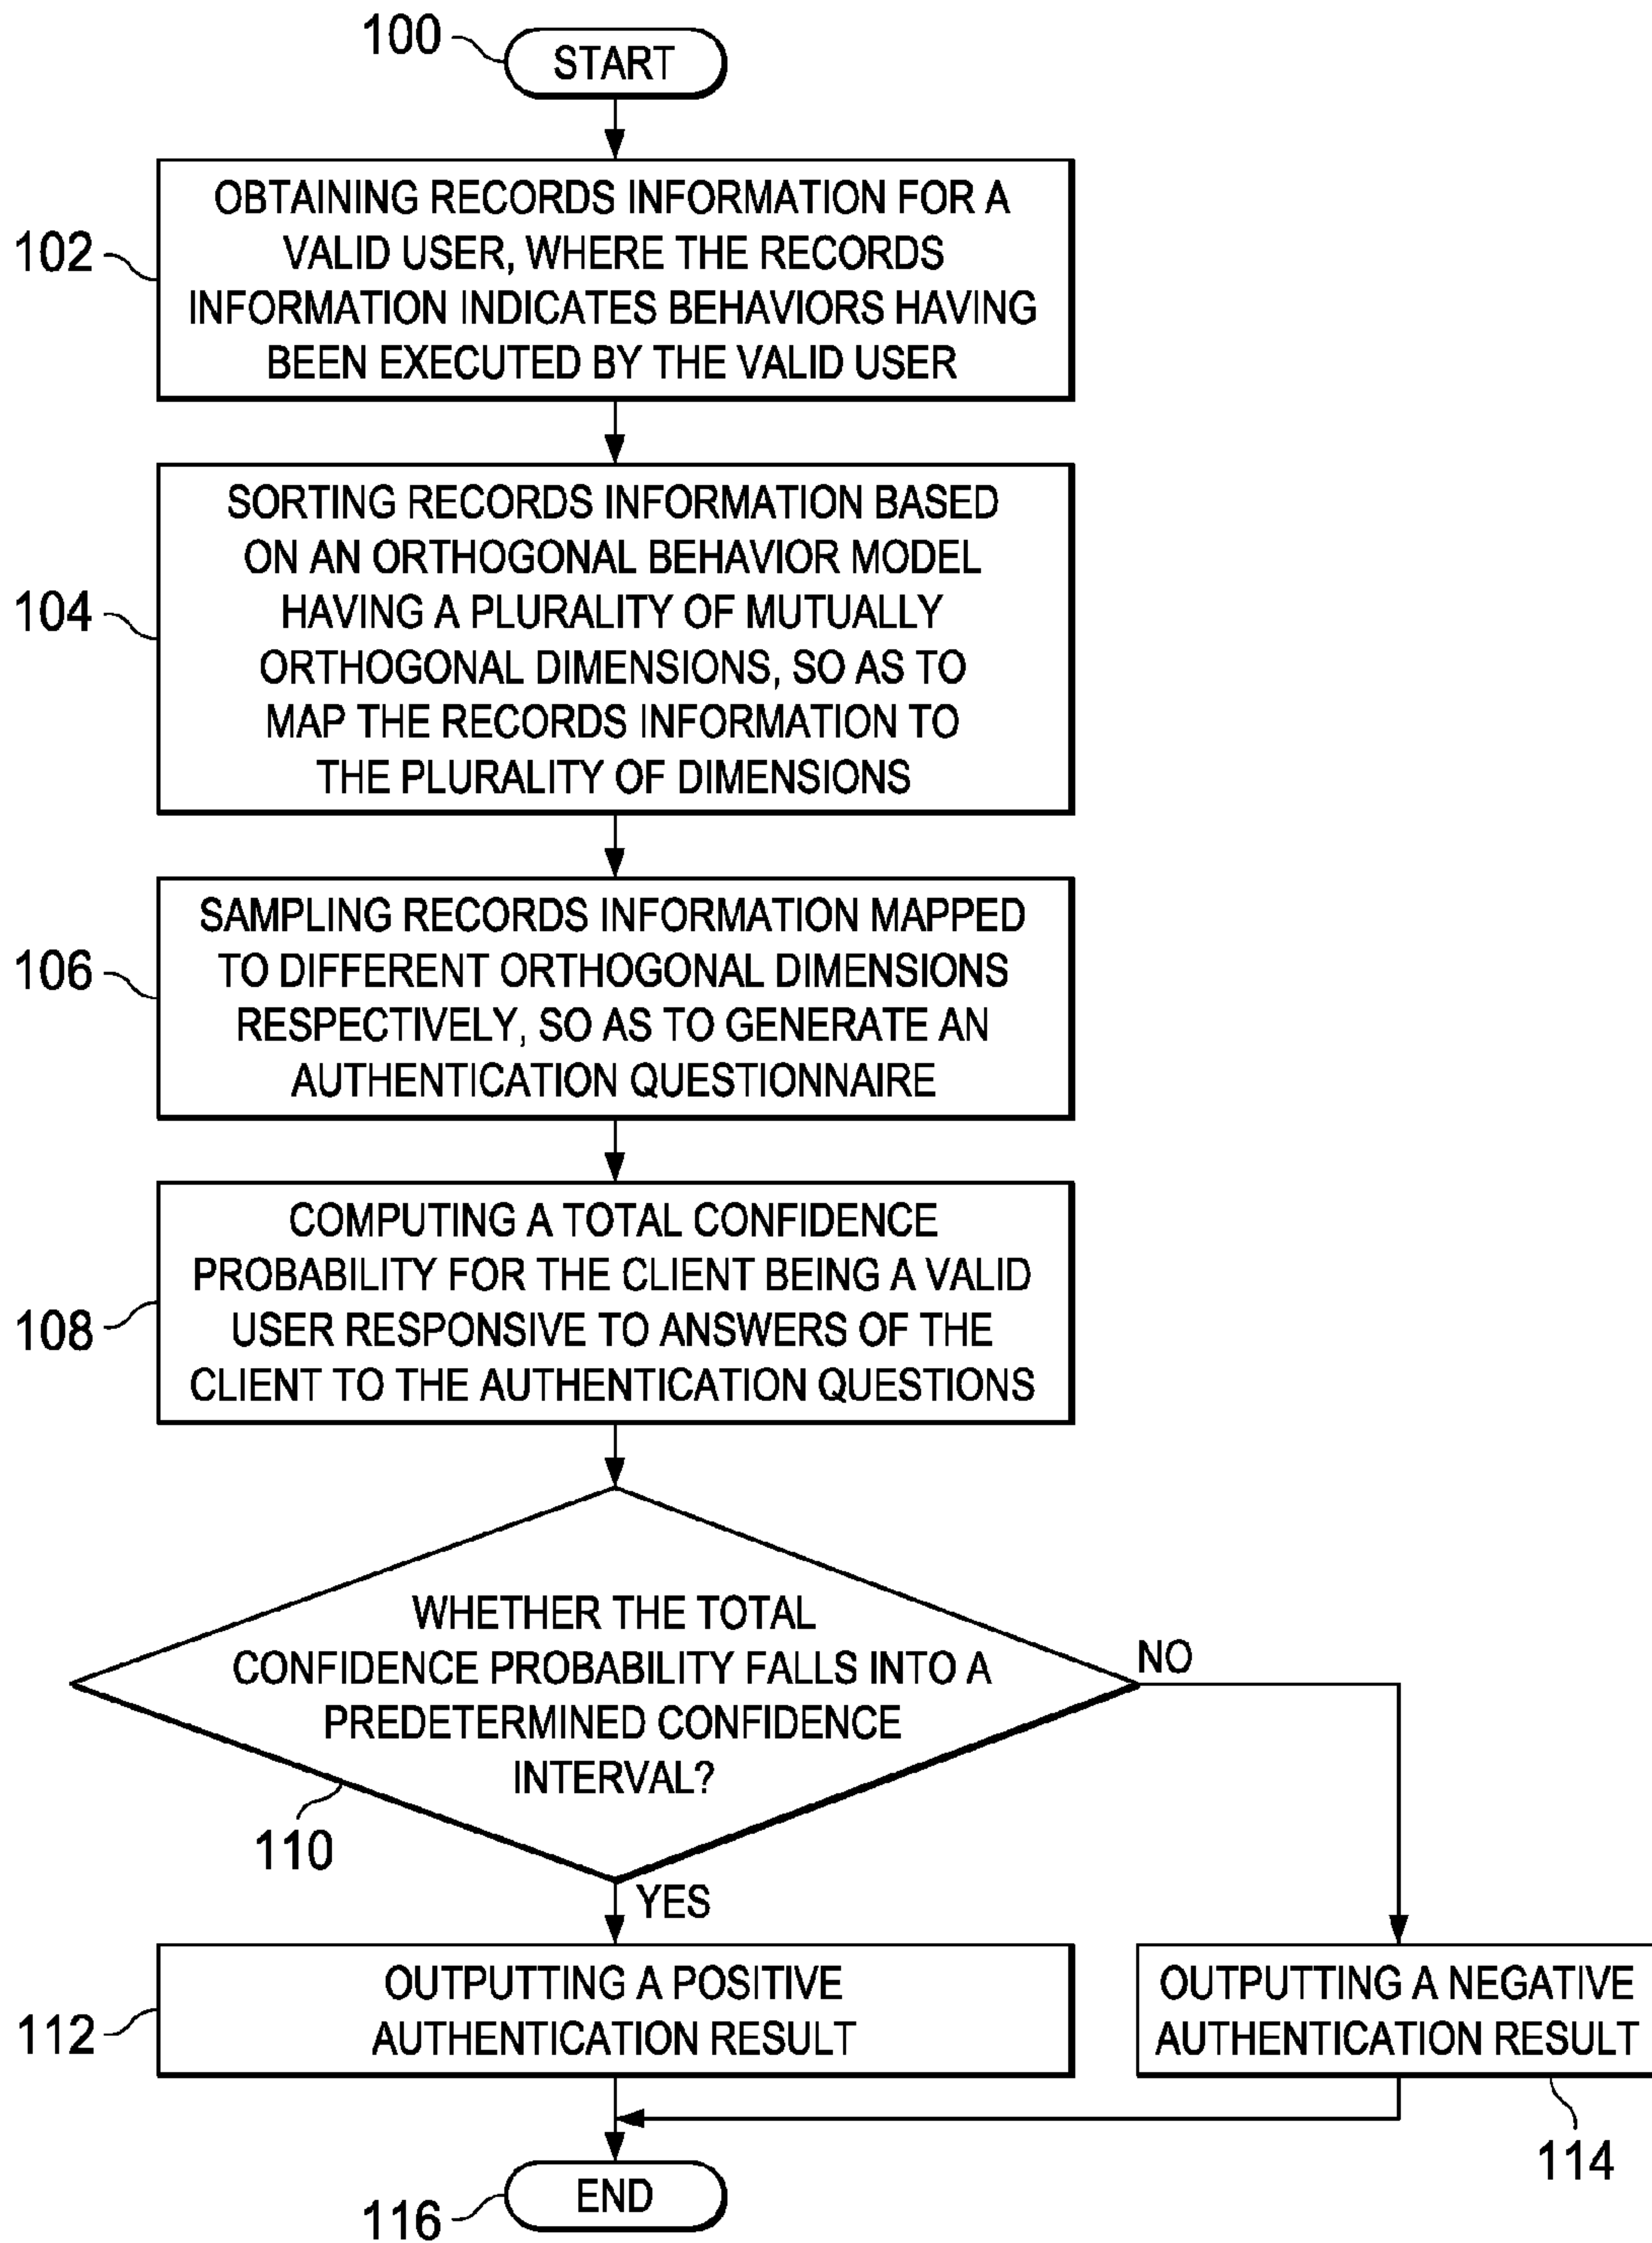 100
START
102
OBTAINING RECORDS INFORMATION FOR A
VALID USER, WHERE THE RECORDS
INFORMATION INDICATES BEHAVIORS HAVING
BEEN EXECUTED BY THE VALID USER
104
SORTING RECORDS INFORMATION BASED
ON AN ORTHOGONAL BEHAVIOR MODEL
HAVING A PLURALITY OF MUTUALLY
ORTHOGONAL DIMENSIONS, SO AS TO
MAP THE RECORDS INFORMATION TO
THE PLURALITY OF DIMENSIONS
106
SAMPLING RECORDS INFORMATION MAPPED
TO DIFFERENT ORTHOGONAL DIMENSIONS
RESPECTIVELY, SO AS TO GENERATE AN
AUTHENTICATION QUESTIONNAIRE
108
COMPUTING A TOTAL CONFIDENCE
PROBABILITY FOR THE CLIENT BEING A VALID
USER RESPONSIVE TO ANSWERS OF THE
CLIENT TO THE AUTHENTICATION QUESTIONS
WHETHER THE TOTAL
CONFIDENCE PROBABILITY FALLS INTO A
PREDETERMINED CONFIDENCE
INTERVAL?
110
NO
YES
112
OUTPUTTING A POSITIVE
AUTHENTICATION RESULT
OUTPUTTING A NEGATIVE
AUTHENTICATION RESULT
114
END
116